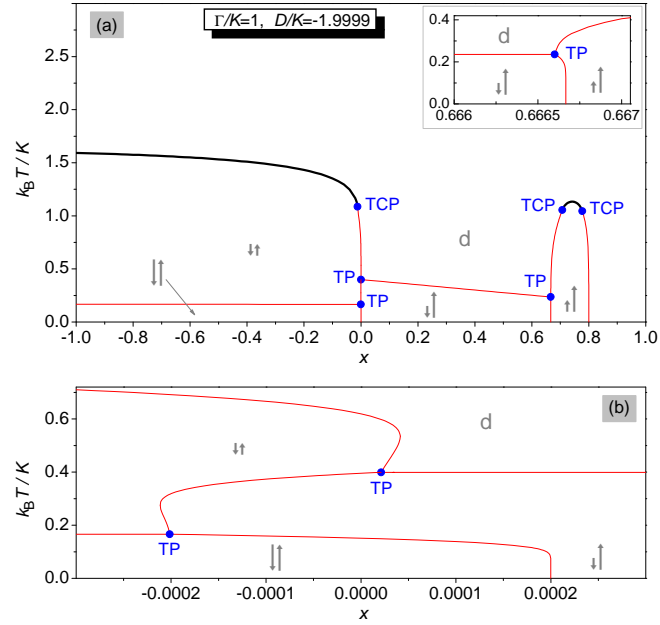 (a)
Γ/K=1, D/K=-1.9999
k_BT/K
2.5
2.0
1.5
1.0
0.5
0.0
-1.0 -0.8 -0.6 -0.4 -0.2 0.0 0.2 0.4 0.6 0.8 1.0
x
TCP
TP
TP
d
TP
TCP
TCP
0.4
0.2
0.0
d
TP
0.666 0.6665 0.667
(b)
k_BT/K
0.6
0.4
0.2
0.0
d
TP
TP
-0.0002 -0.0001 0.0000 0.0001 0.0002
x